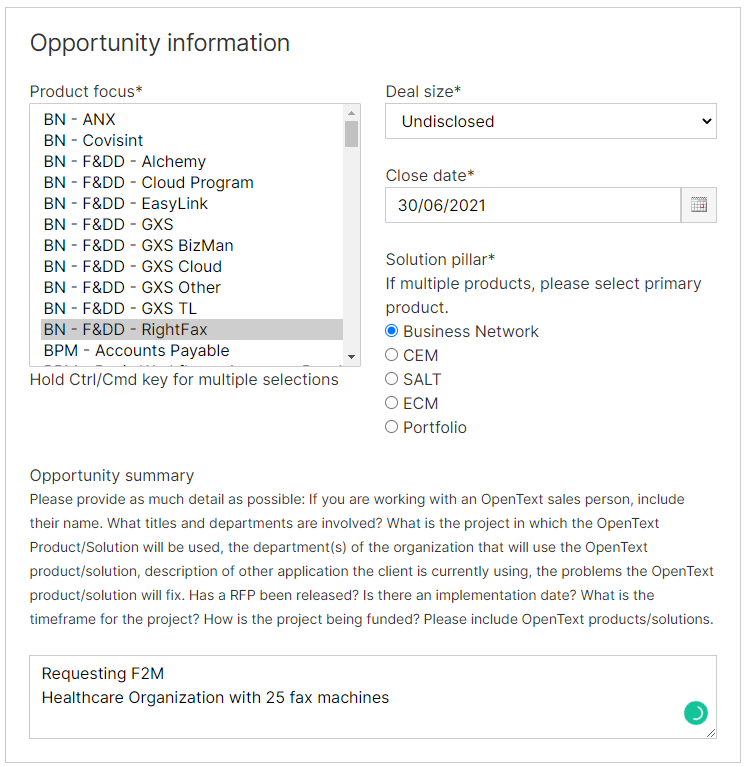 Opportunity information
Product focus*
BN - ANX
BN - Covisint
BN - F&DD - Alchemy
BN - F&DD - Cloud Program
BN - F&DD - EasyLink
BN - F&DD - GXS
BN - F&DD - GXS BizMan
BN - F&DD - GXS Cloud
BN - F&DD - GXS Other
BN - F&DD - GXS TL
BN - F&DD - RightFax
BPM - Accounts Payable
Hold Ctrl/Cmd key for multiple selections
Deal size*
Undisclosed
Close date*
30/06/2021
Solution pillar*
If multiple products, please select primary
product.
Business Network
CEM
SALT
ECM
Portfolio
Opportunity summary
Please provide as much detail as possible: If you are working with an OpenText sales person, include
their name. What titles and departments are involved? What is the project in which the OpenText
Product/Solution will be used, the department(s) of the organization that will use the OpenText
product/solution, description of other application the client is currently using, the problems the OpenText
product/solution will fix. Has a RFP been released? Is there an implementation date? What is the
timeframe for the project? How is the project being funded? Please include OpenText products/solutions.
Requesting F2M
Healthcare Organization with 25 fax machines